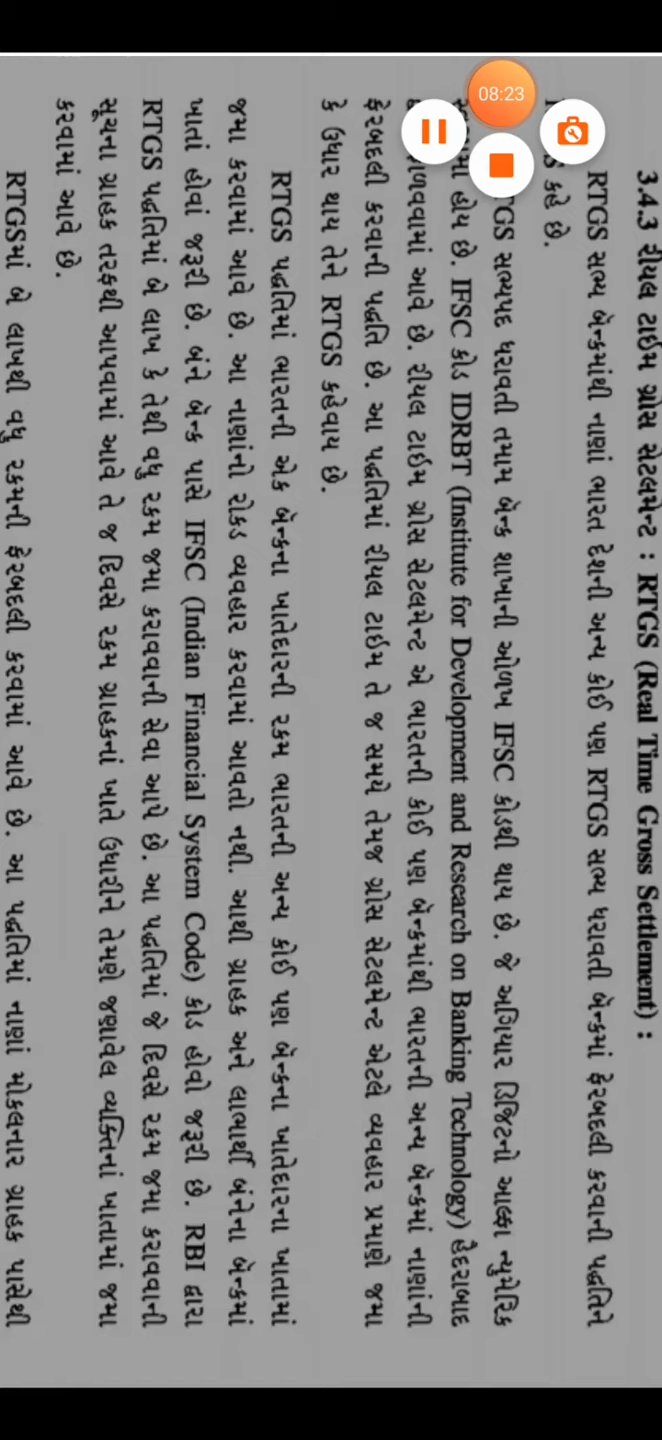 08:23
3.4.3 રીયલ ટાઈમ ગ્રોસ સેટલમેન્ટ : RTGS (Real Time Gross Settlement) :
RTGS સભ્ય બેન્કમાંથી નાણાં ભારત દેશની અન્ય કોઈ પણ RTGS સભ્ય ધરાવતી બેન્કમાં ફેરબદલી કરવાની પદ્ધતિને
કહે છે.
સભ્યપદ ધરાવતી તમામ બેન્ક શાખાની ઓળખ IFSC કોડથી થાય છે. જે અગિયાર ડિજિટનો આલ્ફા ન્યુમેરિક
હોય છે. IFSC કોડ IDRBT (Institute for Development and Research on Banking Technology) હૈદરાબાદ
આવે છે. રીયલ ટાઈમ ગ્રોસ સેટલમેન્ટ એ ભારતની કોઈ પણ બેન્કમાંથી ભારતની અન્ય બેન્કમાં નાણાંની
ફેરબદલી કરવાની પદ્ધતિ છે. આ પદ્ધતિમાં રીયલ ટાઈમ તે જ સમયે તેમજ ગ્રોસ સેટલમેન્ટ એટલે વ્યવહાર પ્રમાણે જમા
કે ઉધાર થાય તેને RTGS કહેવાય છે.
RTGS પદ્ધતિમાં ભારતની એક બેન્કના ખાતેદારની રકમ ભારતની અન્ય કોઈ પણ બેન્કના ખાતેદારના ખાતામાં
જમા કરવામાં આવે છે. આ નાણાંનો રોકડ વ્યવહાર કરવામાં આવતો નથી. આથી ગ્રાહક અને લાભાર્થી બંનેના બેન્કમાં
ખાતાં હોવાં જરૂરી છે. બંને બેન્ક પાસે IFSC (Indian Financial System Code) કોડ હોવો જરૂરી છે. RBI દ્વારા
RTGS પદ્ધતિમાં બે લાખ કે તેથી વધુ રકમ જમા કરાવવાની સેવા આપે છે. આ પદ્ધતિમાં જે દિવસે રકમ જમા કરાવવાની
સૂચના ગ્રાહક તરફથી આપવામાં આવે તે જ દિવસે રકમ ગ્રાહકનાં ખાતે ઉધારીને તેમણે જણાવેલ વ્યક્તિનાં ખાતામાં જમા
કરવામાં આવે છે.
RTGSમાં બે લાખથી વધુ રકમની ફેરબદલી કરવામાં આવે છે. આ પદ્ધતિમાં નાણાં મોકલનાર ગ્રાહક પાસેથી